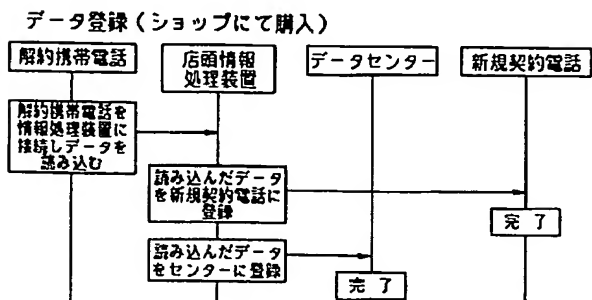 データ登録(ショップにて購入)
解約携帯電話
店頭情報
処理装置
データセンター
新規契約電話
解約携帯電話を
情報処理装置に
接続しデータを
読み込む
読み込んだデータ
を新規契約電話に
登録
完了
読み込んだデータ
をセンターに登録
完了